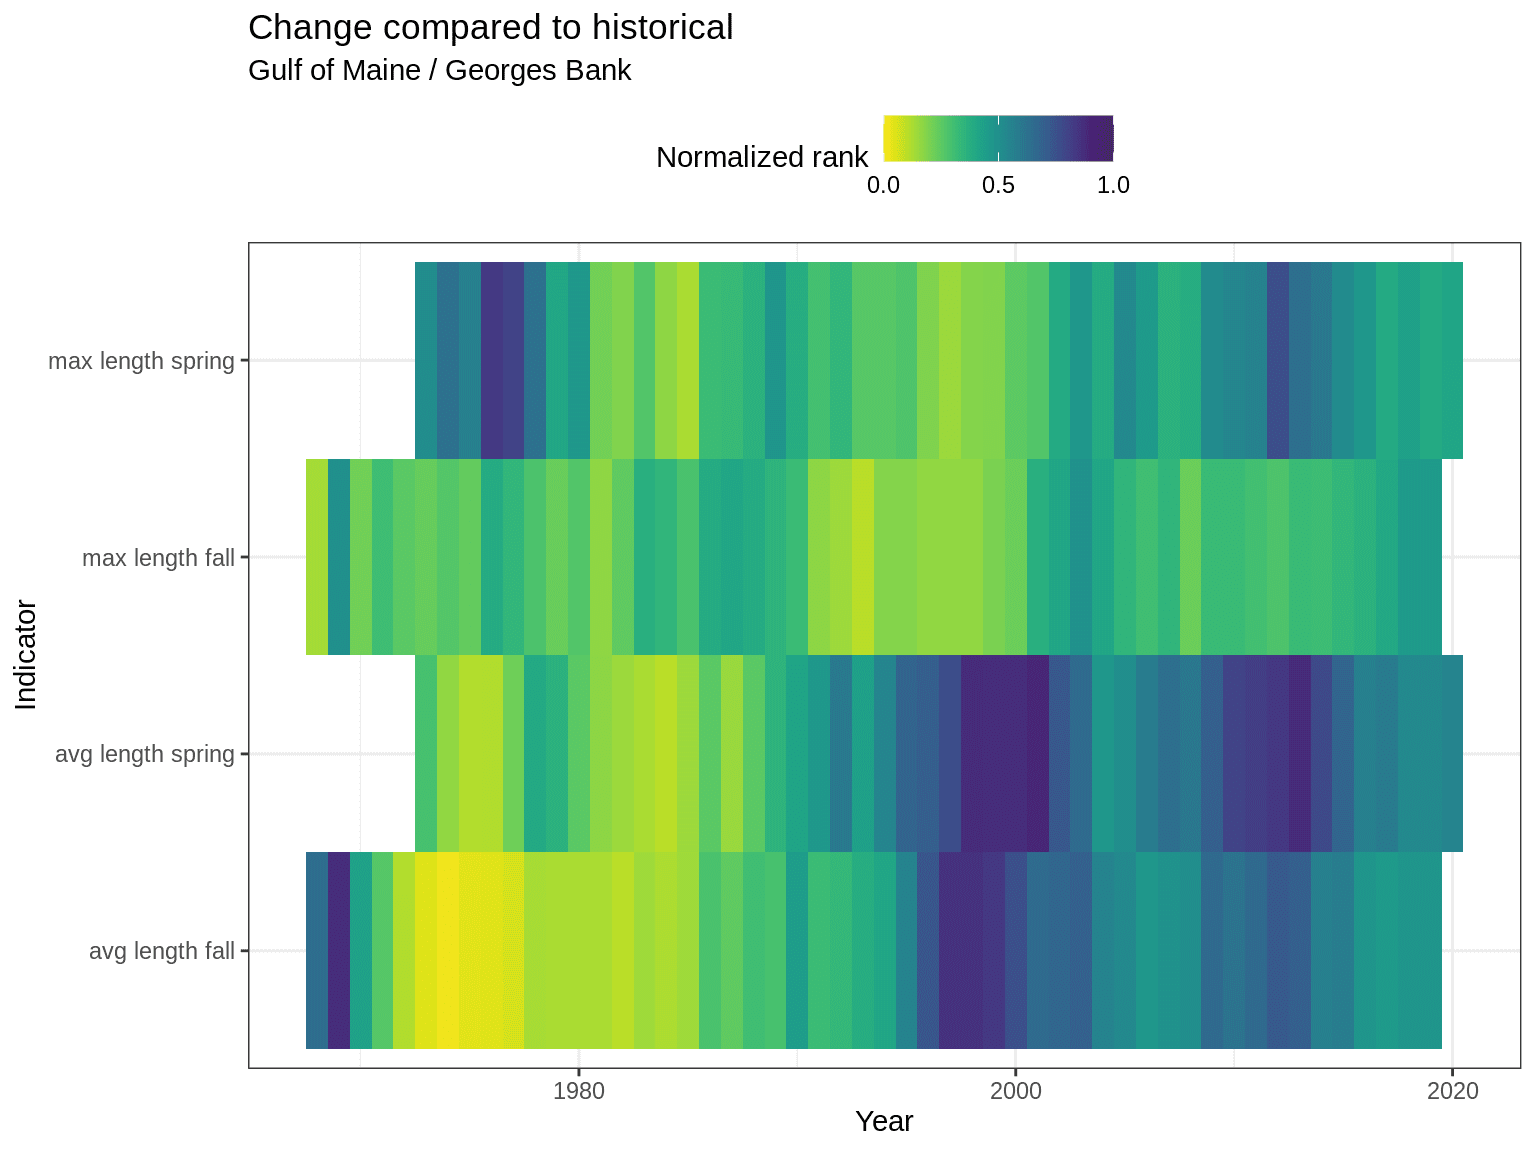 Change compared to historical
Gulf of Maine / Georges Bank
Normalized rank
0.0 0.5 1.0
max length spring
max length fall
avg length spring
avg length fall
Indicator
1980 2000 2020
Year